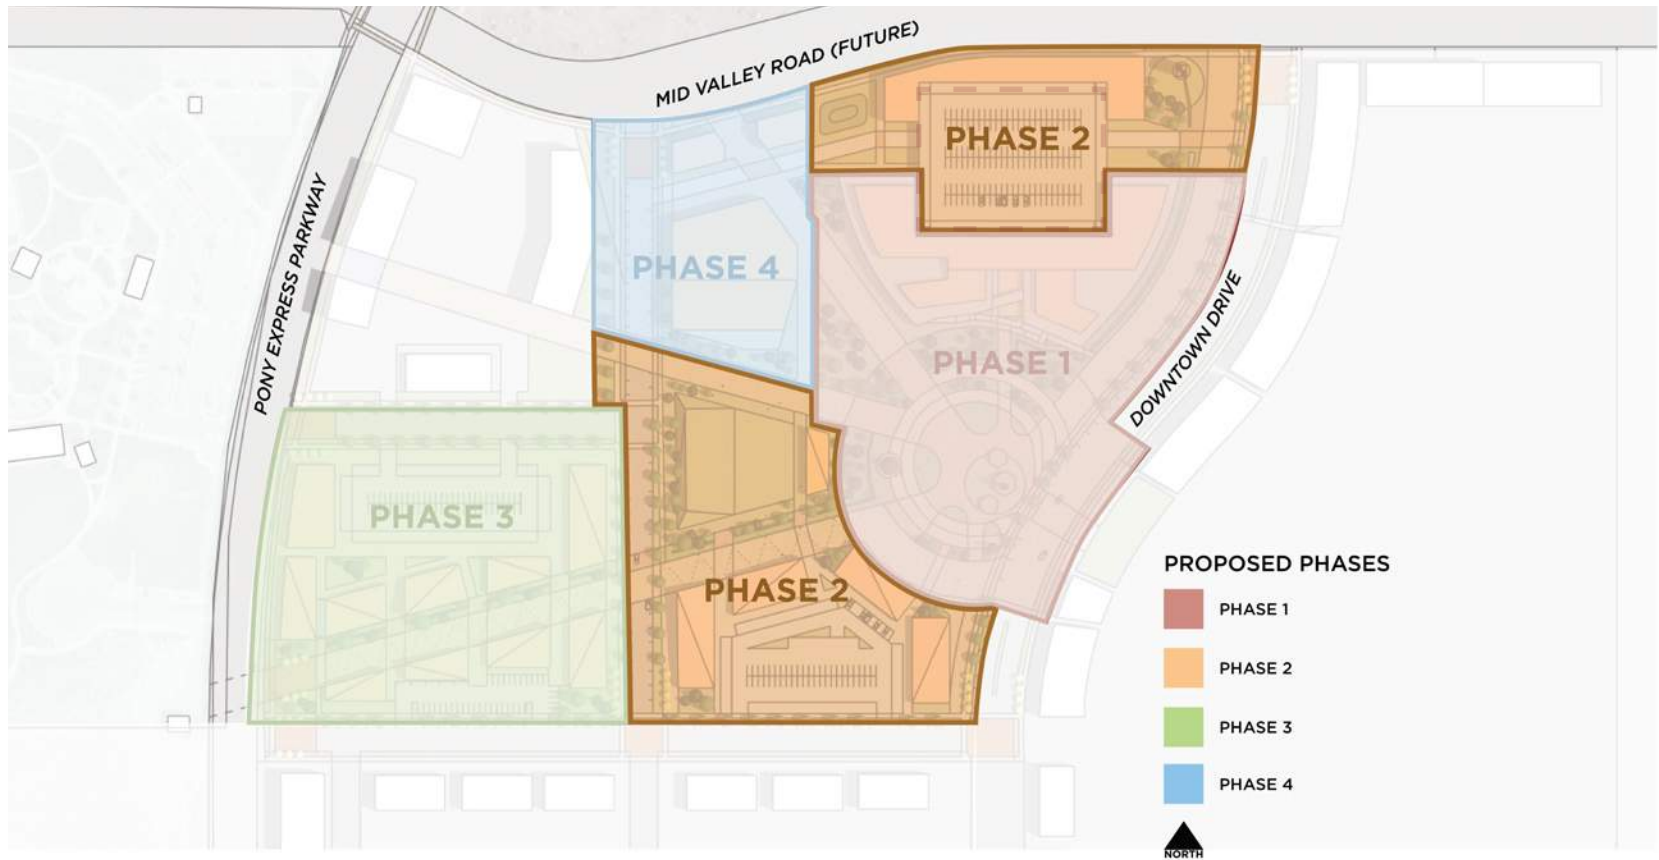 MID VALLEY ROAD (FUTURE)
PHASE 2
PONY EXPRESS PARKWAY
PHASE 4
DOWNTOWN DRIVE
PHASE 1
PHASE 3
PHASE 2
PROPOSED PHASES
PHASE 1
PHASE 2
PHASE 3
PHASE 4
NORTH